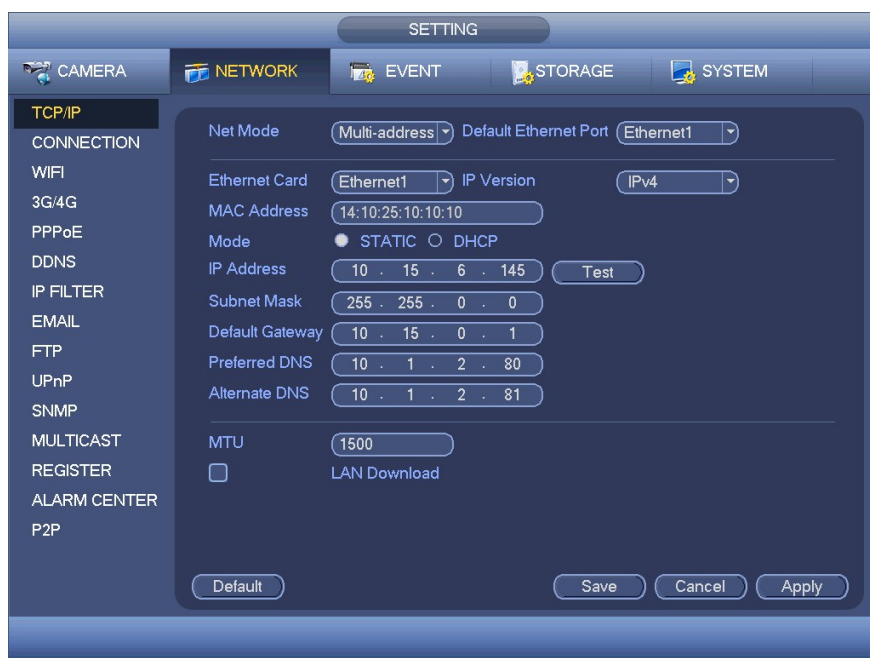 SETTING
CAMERA NETWORK EVENT STORAGE SYSTEM
TCP/IP
CONNECTION
WIFI
3G/4G
PPPoE
DDNS
IP FILTER
EMAIL
FTP
UPnP
SNMP
MULTICAST
REGISTER
ALARM CENTER
P2P
Net Mode Multi-address Default Ethernet Port Ethernet1
Ethernet Card Ethernet1 IP Version IPv4
MAC Address 14:10:25:10:10:10
Mode STATIC DHCP
IP Address 10 . 15 . 6 . 145 Test
Subnet Mask 255 . 255 . 0 . 0
Default Gateway 10 . 15 . 0 . 1
Preferred DNS 10 . 1 . 2 . 80
Alternate DNS 10 . 1 . 2 . 81
MTU 1500
LAN Download
Default Save Cancel Apply